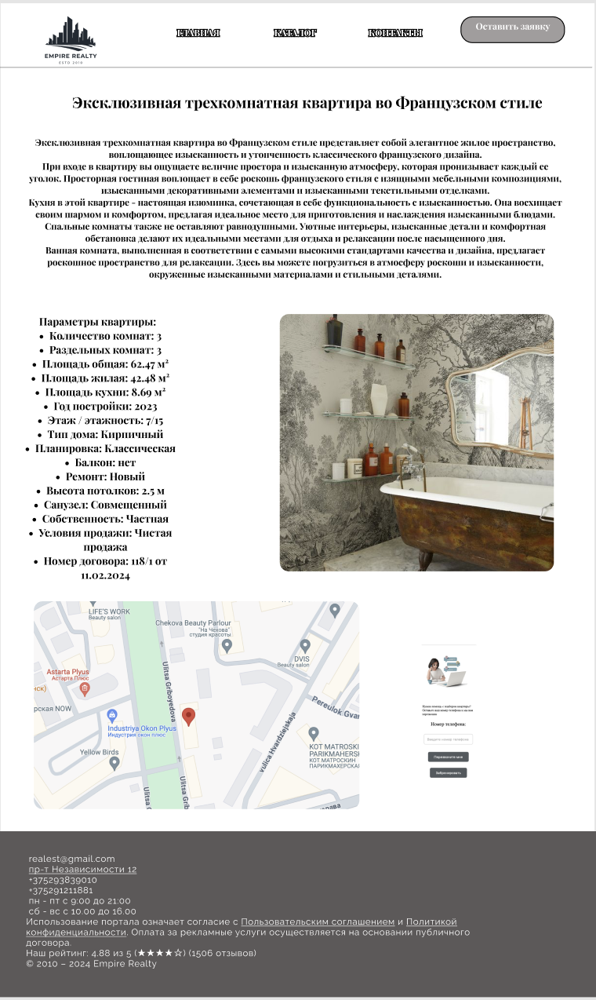 EMPIRE REALTY
ESTD 2010
ГЛАВНАЯ
КАТАЛОГ
КОНТАКТЫ
Оставить заявку
Эксклюзивная трехкомнатная квартира во Французском стиле
Эксклюзивная трехкомнатная квартира во Французском стиле представляет собой элегантное жилое пространство,
воплощающее изысканность и утонченность классического французского дизайна.
При входе в квартиру вы ощущаете величие простора и изысканную атмосферу, которая пронизывает каждый ее
уголок. Просторная гостиная воплощает в себе роскошь французского стиля с изящными мебельными композициями,
изысканными декоративными элементами и изысканными текстильными отделками.
Кухня в этой квартире - настоящая изюминка, сочетающая в себе функциональность с изысканностью. Она восхищает
своим шармом и комфортом, предлагая идеальное место для приготовления и наслаждения изысканными блюдами.
Спальные комнаты также не оставляют равнодушными. Уютные интерьеры, изысканные детали и комфортная
обстановка делают их идеальными местами для отдыха и релаксации после насыщенного дня.
Ванная комната, выполненная в соответствии с самыми высокими стандартами качества и дизайна, предлагает
роскошное пространство для релаксации. Здесь вы можете погрузиться в атмосферу роскоши и изысканности,
окруженные изысканными материалами и стильными деталями.
Параметры квартиры:
• Количество комнат: 3
• Раздельных комнат: 3
• Площадь общая: 62.47 м²
• Площадь жилая: 42.48 м²
• Площадь кухни: 8.69 м²
• Год постройки: 2023
• Этаж / этажность: 7/15
• Тип дома: Кирпичный
• Планировка: Классическая
• Балкон: нет
• Ремонт: Новый
• Высота потолков: 2.5 м
• Санузел: Совмещенный
• Собственность: Частная
• Условия продажи: Чистая
продажа
• Номер договора: 118/1 от
11.02.2024
LIFE'S WORK
Beauty salon
Chekova Beauty Parlour
"На Чехова"
студия красоты
DVIS
Beauty salon
Astarta Plyus
Астарта Плюс
нск)
рская NOW
Ulitsa Griboyedova
Industriya Okon Plyus
Индустрия окон плюс
Pereulok Gvar
vulica Hvardziejskaja
Yellow Birds
KOT MATROSKI
PARIKMAHERSK
КОТ МАТРОСКИН
ПАРИКМАХЕРСКА
Ulitsa G
Ulitsa Grib
рава
Нужна помощь с подбором квартиры?
Оставьте ваш номер телефона и мы вам
перезвоним
Номер телефона:
Введите номер телефона
Перезвоните мне
Забронировать
realest@gmail.com
пр-т Независимости 12
+375293839010
+375291211881
пн - пт с 9:00 до 21:00
сб - вс с 10.00 до 16.00
Использование портала означает согласие с Пользовательским соглашением и Политикой
конфиденциальности. Оплата за рекламные услуги осуществляется на основании публичного
договора.
Наш рейтинг: 4.88 из 5 (★★★★☆) (1506 отзывов)
© 2010 – 2024 Empire Realty